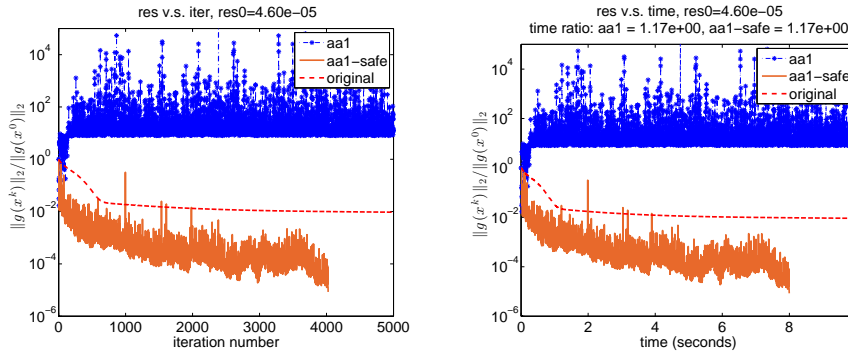 res v.s. iter, res0=4.60e−05
10^4
10^2
10^0
10^−2
10^−4
10^−6
‖g(x^k)‖_2/‖g(x^0)‖_2
aa1
aa1−safe
original
0 1000 2000 3000 4000 5000
iteration number
res v.s. time, res0=4.60e−05
time ratio: aa1 = 1.17e+00, aa1−safe = 1.17e+00
10^4
10^2
10^0
10^−2
10^−4
10^−6
‖g(x^k)‖_2/‖g(x^0)‖_2
aa1
aa1−safe
original
0 2 4 6 8
time (seconds)